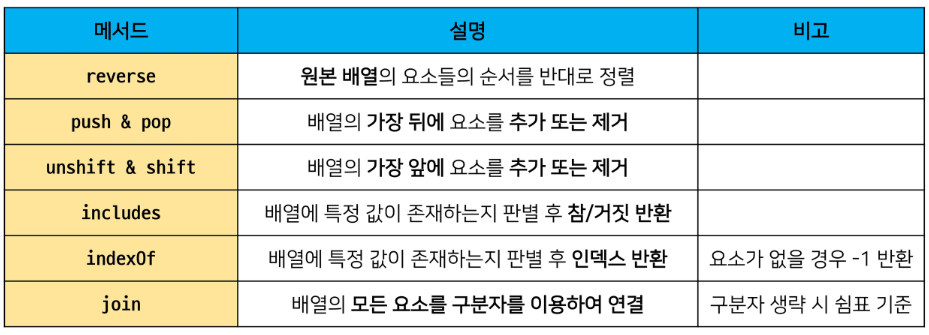 메서드 설명 비고
reverse 원본 배열의 요소들의 순서를 반대로 정렬
push & pop 배열의 가장 뒤에 요소를 추가 또는 제거
unshift & shift 배열의 가장 앞에 요소를 추가 또는 제거
includes 배열에 특정 값이 존재하는지 판별 후 참/거짓 반환
indexOf 배열에 특정 값이 존재하는지 판별 후 인덱스 반환 요소가 없을 경우 -1 반환
join 배열의 모든 요소를 구분자를 이용하여 연결 구분자 생략 시 쉼표 기준